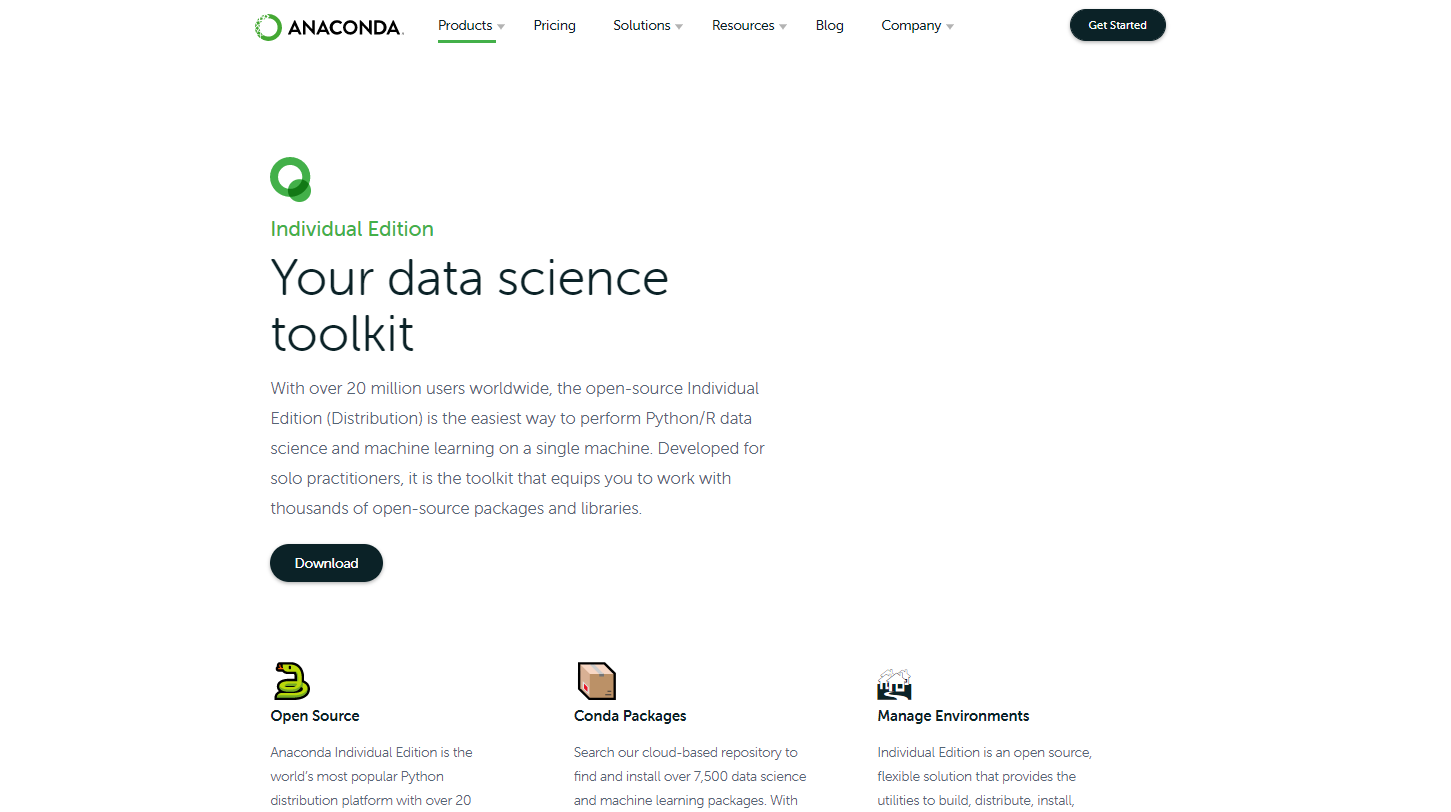 ANACONDA.
Products
Pricing
Solutions
Resources
Blog
Company
Get Started
Individual Edition
Your data science
toolkit
With over 20 million users worldwide, the open-source Individual
Edition (Distribution) is the easiest way to perform Python/R data
science and machine learning on a single machine. Developed for
solo practitioners, it is the toolkit that equips you to work with
thousands of open-source packages and libraries.
Download
Open Source
Anaconda Individual Edition is the
world's most popular Python
distribution platform with over 20
Conda Packages
Search our cloud-based repository to
find and install over 7,500 data science
and machine learning packages. With
Manage Environments
Individual Edition is an open source,
flexible solution that provides the
utilities to build, distribute, install,